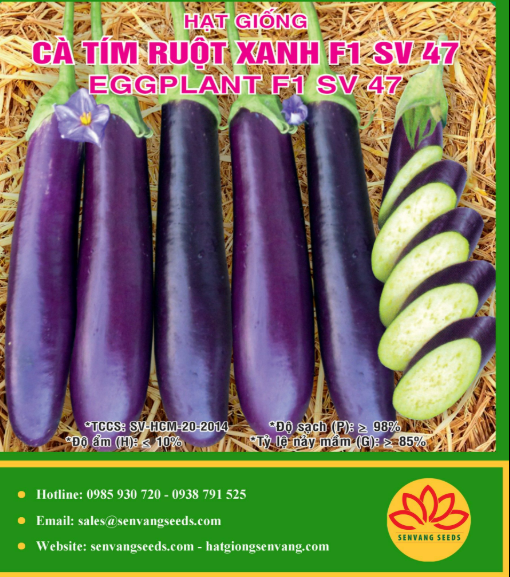 HẠT GIỐNG
CÀ TÍM RUỘT XANH F1 SV 47
EGGPLANT F1 SV 47
*TCCS: SV-HCM-20-2014 *Độ sạch (P): ≥ 98%
*Độ ẩm (H): ≤ 10% *Tỷ lệ nảy mầm (G): ≥ 85%
Hotline: 0985 930 720 - 0938 791 525
Email: sales@senvangseeds.com
Website: senvangseeds.com - hatgiongsenvang.com
SENVANG SEEDS